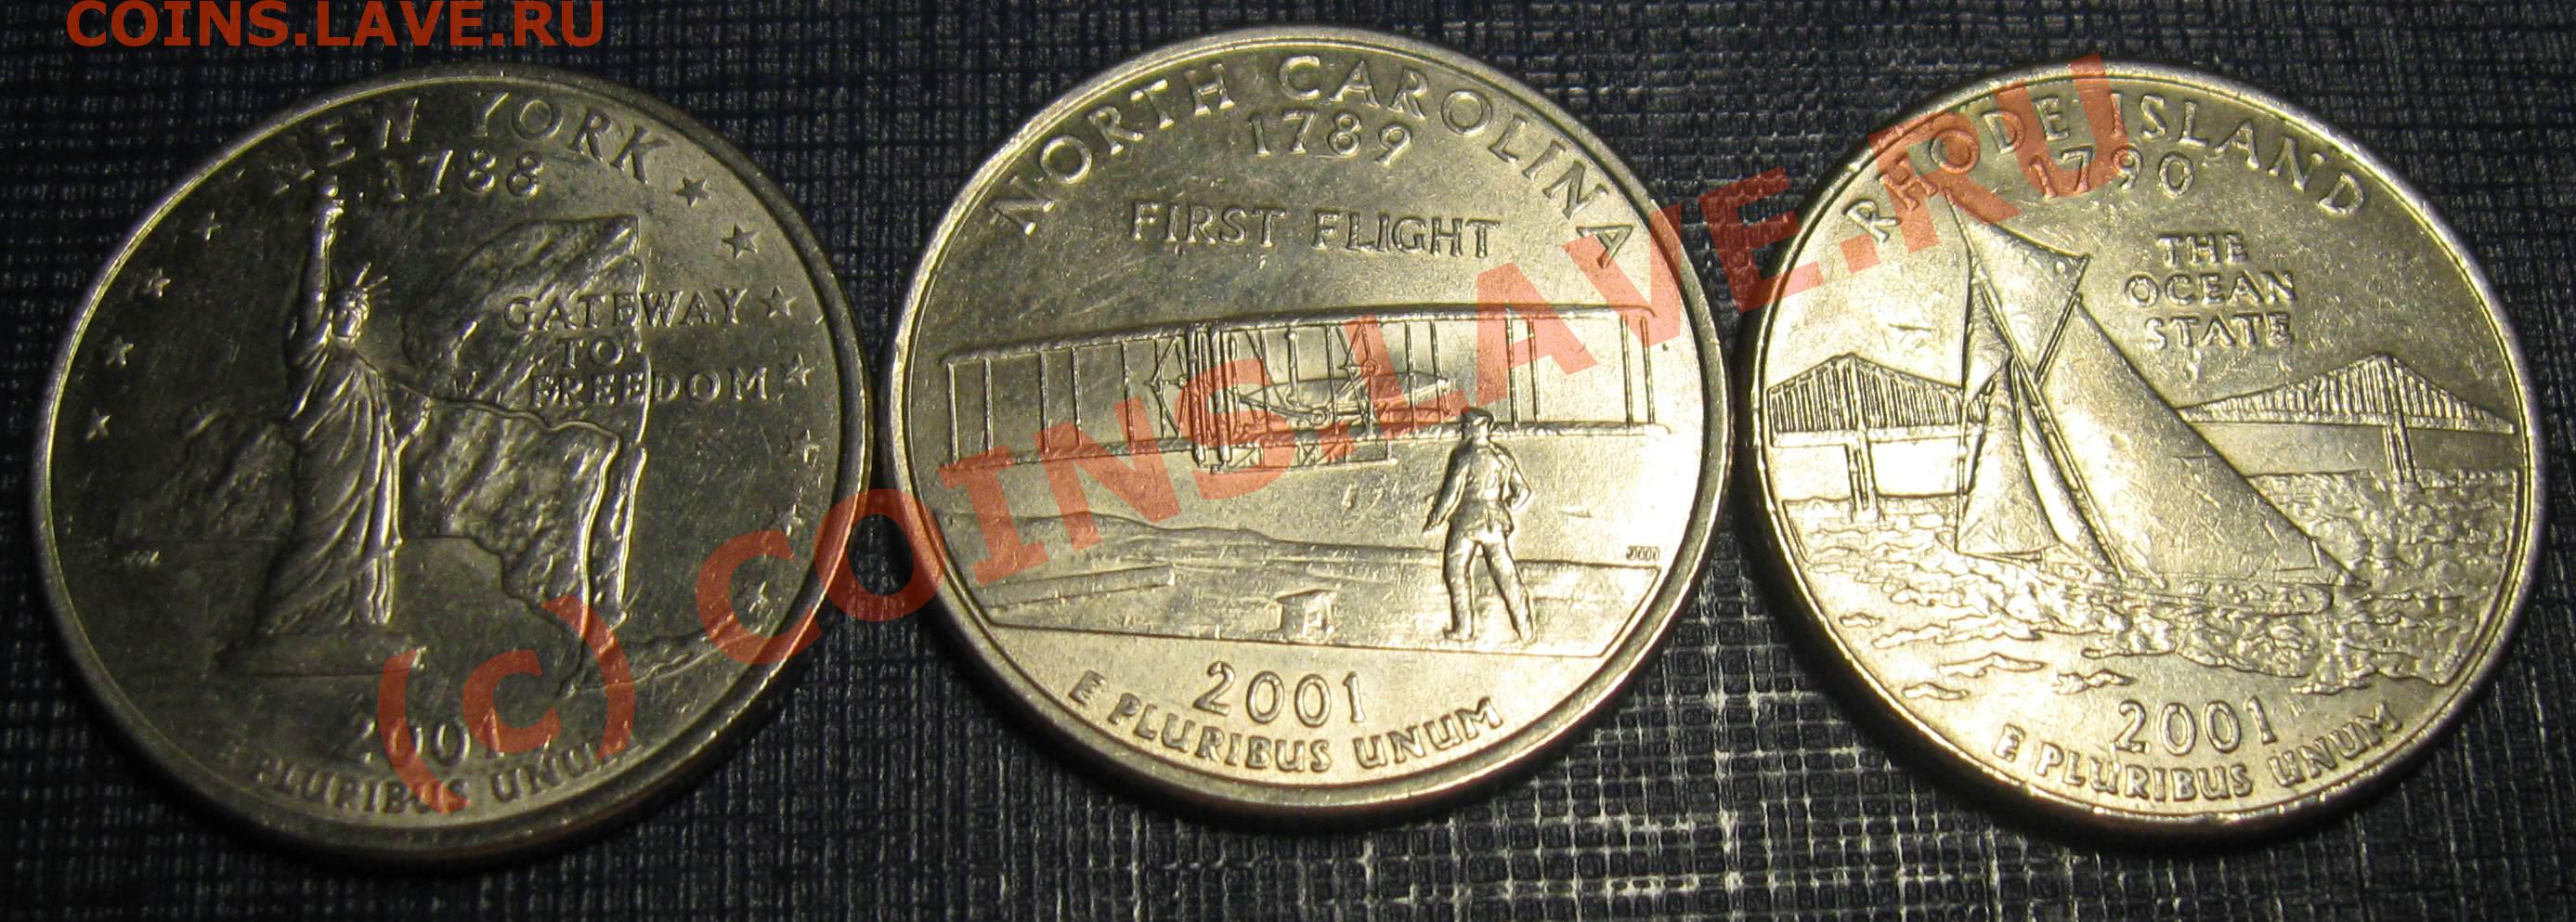 COINS.LAVE.RU
NEW YORK
1788
GATEWAY
TO
FREEDOM
2001
E PLURIBUS UNUM
NORTH CAROLINA
1789
FIRST FLIGHT
2001
E PLURIBUS UNUM
RHODE ISLAND
1790
THE
OCEAN
STATE
2001
E PLURIBUS UNUM
(c) COINS.LAVE.RU